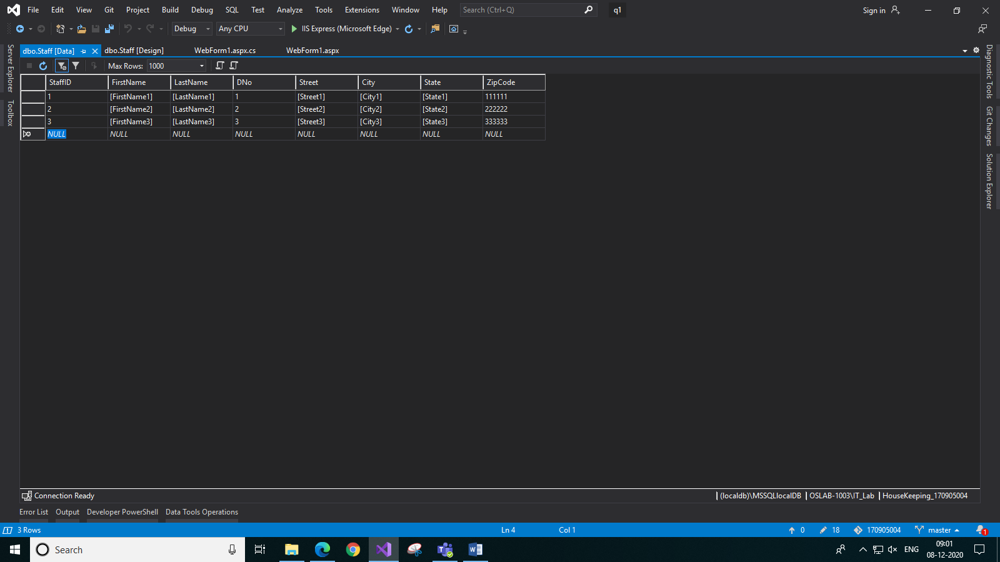 File Edit View Git Project Build Debug SQL Test Analyze Tools Extensions Window Help Search (Ctrl+Q) q1 Sign in
Debug Any CPU IIS Express (Microsoft Edge)
dbo.Staff [Data] dbo.Staff [Design] WebForm1.aspx.cs WebForm1.aspx
Max Rows: 1000
StaffID FirstName LastName DNo Street City State ZipCode
1 [FirstName1] [LastName1] 1 [Street1] [City1] [State1] 111111
2 [FirstName2] [LastName2] 2 [Street2] [City2] [State2] 222222
3 [FirstName3] [LastName3] 3 [Street3] [City3] [State3] 333333
NULL NULL NULL NULL NULL NULL NULL NULL
Server Explorer
Toolbox
Diagnostic Tools
Git Changes
Solution Explorer
Connection Ready (localdb)\MSSQLlocalDB OSLAB-1003\IT_Lab HouseKeeping_170905004
Error List Output Developer PowerShell Data Tools Operations
3 Rows Ln 4 Col 1 0 18 170905004 master 1
Search ENG 09:01
08-12-2020